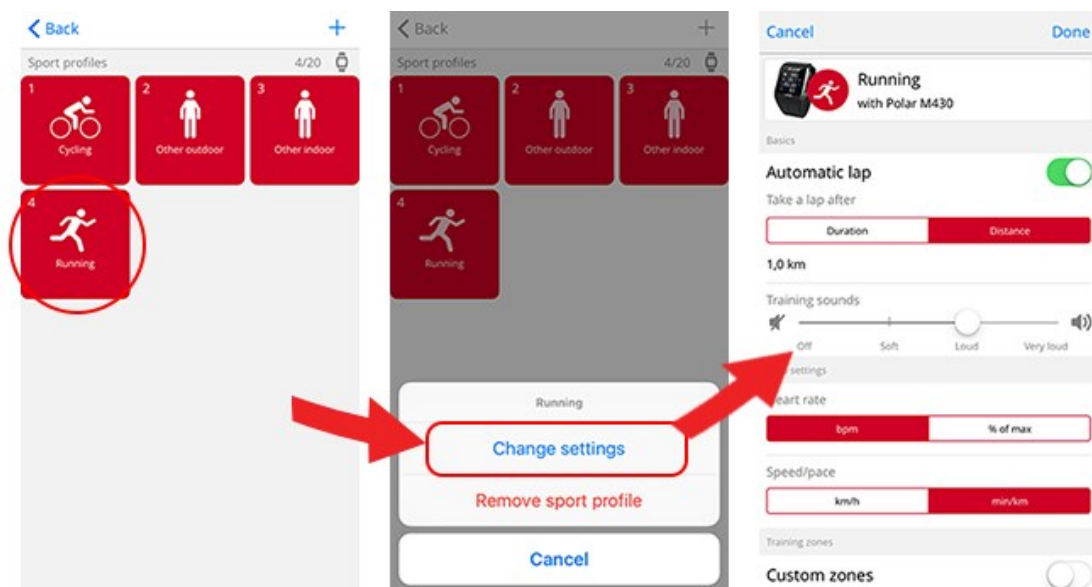 Back
+
Sport profiles 4/20
1
Cycling
2
Other outdoor
3
Other indoor
4
Running
Back
+
Sport profiles 4/20
1
Cycling
2
Other outdoor
3
Other indoor
4
Running
Running
Change settings
Remove sport profile
Cancel
Cancel Done
Running
with Polar M430
Basics
Automatic lap
Take a lap after
Duration Distance
1,0 km
Training sounds
Off Soft Loud Very loud
settings
eart rate
bpm % of max
Speed/pace
km/h min/km
Training zones
Custom zones